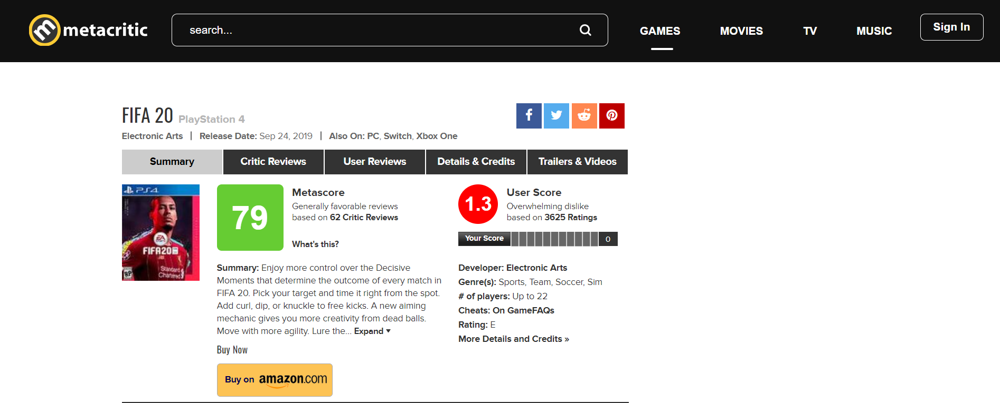 metacritic
search...
GAMES
MOVIES
TV
MUSIC
Sign In
FIFA 20 PlayStation 4
Electronic Arts | Release Date: Sep 24, 2019 | Also On: PC, Switch, Xbox One
Summary
Critic Reviews
User Reviews
Details & Credits
Trailers & Videos
PS4
EA
SPORTS
FIFA20
Standard
Chartered
RP
79
Metascore
Generally favorable reviews
based on 62 Critic Reviews
What's this?
Summary: Enjoy more control over the Decisive
Moments that determine the outcome of every match in
FIFA 20. Pick your target and time it right from the spot.
Add curl, dip, or knuckle to free kicks. A new aiming
mechanic gives you more creativity from dead balls.
Move with more agility. Lure the... Expand
Buy Now
Buy on amazon.com
1.3
User Score
Overwhelming dislike
based on 3625 Ratings
Your Score
0
Developer: Electronic Arts
Genre(s): Sports, Team, Soccer, Sim
# of players: Up to 22
Cheats: On GameFAQs
Rating: E
More Details and Credits »